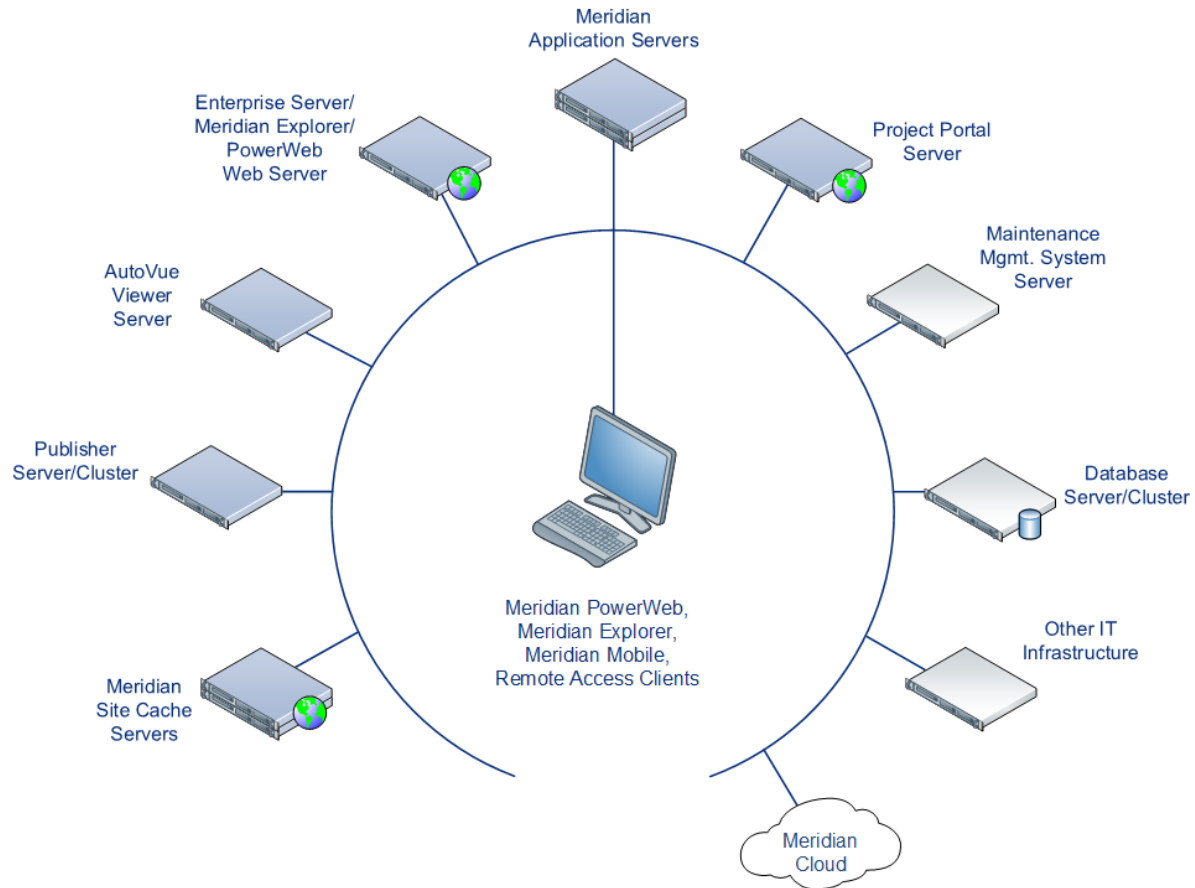 Meridian
Application Servers
Enterprise Server/
Meridian Explorer/
PowerWeb
Web Server
Project Portal
Server
Maintenance
Mgmt. System
Server
AutoVue
Viewer
Server
Publisher
Server/Cluster
Database
Server/Cluster
Meridian PowerWeb,
Meridian Explorer,
Meridian Mobile,
Remote Access Clients
Other IT
Infrastructure
Meridian
Site Cache
Servers
Meridian
Cloud